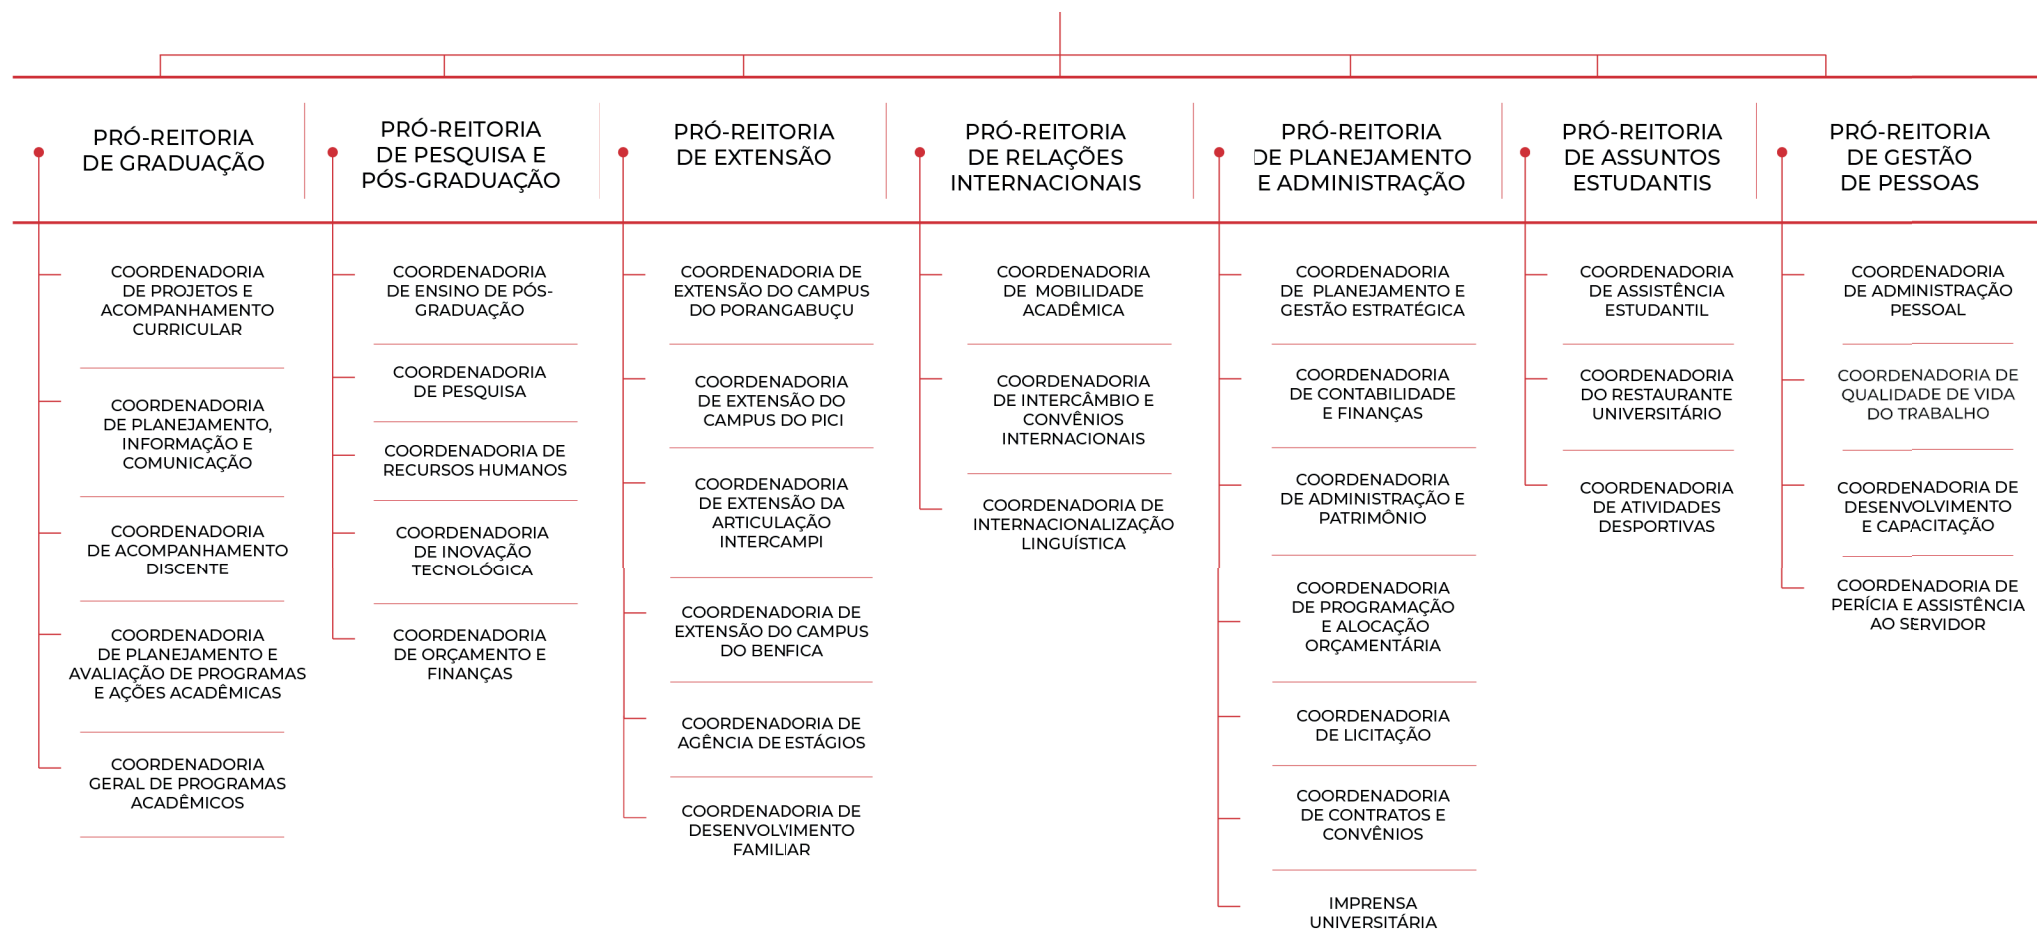 PRÓ-REITORIA
DE GRADUAÇÃO
COORDENADORIA
DE PROJETOS E
ACOMPANHAMENTO
CURRICULAR
COORDENADORIA
DE PLANEJAMENTO,
INFORMAÇÃO E
COMUNICAÇÃO
COORDENADORIA
DE ACOMPANHAMENTO
DISCENTE
COORDENADORIA
DE PLANEJAMENTO E
AVALIAÇÃO DE PROGRAMAS
E AÇÕES ACADÊMICAS
COORDENADORIA
GERAL DE PROGRAMAS
ACADÊMICOS
PRÓ-REITORIA
DE PESQUISA E
PÓS-GRADUAÇÃO
COORDENADORIA
DE ENSINO DE PÓS-
GRADUAÇÃO
COORDENADORIA
DE PESQUISA
COORDENADORIA DE
RECURSOS HUMANOS
COORDENADORIA
DE INOVAÇÃO
TECNOLÓGICA
COORDENADORIA
DE ORÇAMENTO E
FINANÇAS
PRÓ-REITORIA
DE EXTENSÃO
COORDENADORIA DE
EXTENSÃO DO CAMPUS
DO PORANGABUÇU
COORDENADORIA
DE EXTENSÃO DO
CAMPUS DO PICI
COORDENADORIA
DE EXTENSÃO DA
ARTICULAÇÃO
INTERCAMPI
COORDENADORIA DE
EXTENSÃO DO CAMPUS
DO BENFICA
COORDENADORIA DE
AGÊNCIA DE ESTÁGIOS
COORDENADORIA DE
DESENVOLVIMENTO
FAMILIAR
PRÓ-REITORIA
DE RELAÇÕES
INTERNACIONAIS
COORDENADORIA
DE MOBILIDADE
ACADÊMICA
COORDENADORIA
DE INTERCÂMBIO E
CONVÊNIOS
INTERNACIONAIS
COORDENADORIA DE
INTERNACIONALIZAÇÃO
LINGUÍSTICA
PRÓ-REITORIA
DE PLANEJAMENTO
E ADMINISTRAÇÃO
COORDENADORIA
DE PLANEJAMENTO E
GESTÃO ESTRATÉGICA
COORDENADORIA
DE CONTABILIDADE
E FINANÇAS
COORDENADORIA
DE ADMINISTRAÇÃO E
PATRIMÔNIO
COORDENADORIA
DE PROGRAMAÇÃO
E ALOCAÇÃO
ORÇAMENTÁRIA
COORDENADORIA
DE LICITAÇÃO
COORDENADORIA
DE CONTRATOS E
CONVÊNIOS
IMPRENSA
UNIVERSITÁRIA
PRÓ-REITORIA
DE ASSUNTOS
ESTUDANTIS
COORDENADORIA
DE ASSISTÊNCIA
ESTUDANTIL
COORDENADORIA
DO RESTAURANTE
UNIVERSITÁRIO
COORDENADORIA
DE ATIVIDADES
DESPORTIVAS
PRÓ-REITORIA
DE GESTÃO
DE PESSOAS
COORDENADORIA
DE ADMINISTRAÇÃO
PESSOAL
COORDENADORIA DE
QUALIDADE DE VIDA
DO TRABALHO
COORDENADORIA DE
DESENVOLVIMENTO
E CAPACITAÇÃO
COORDENADORIA DE
PERÍCIA E ASSISTÊNCIA
AO SERVIDOR